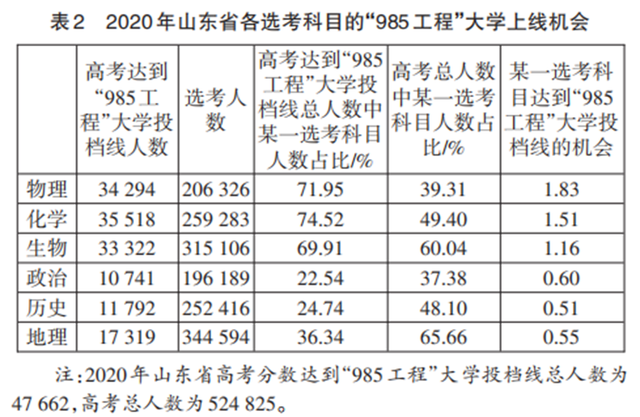 表2 2020年山东省各选考科目的“985工程”大学上线机会
高考达到“985工程”大学投档线人数 选考人数 高考达到“985工程”大学投档线总人数中某一选考科目人数占比/% 高考总人数中某一选考科目人数占比/% 某一选考科目达到“985工程”大学投档线的机会
物理 34 294 206 326 71.95 39.31 1.83
化学 35 518 259 283 74.52 49.40 1.51
生物 33 322 315 106 69.91 60.04 1.16
政治 10 741 196 189 22.54 37.38 0.60
历史 11 792 252 416 24.74 48.10 0.51
地理 17 319 344 594 36.34 65.66 0.55
注:2020年山东省高考分数达到“985工程”大学投档线总人数为
47 662,高考总人数为524 825。